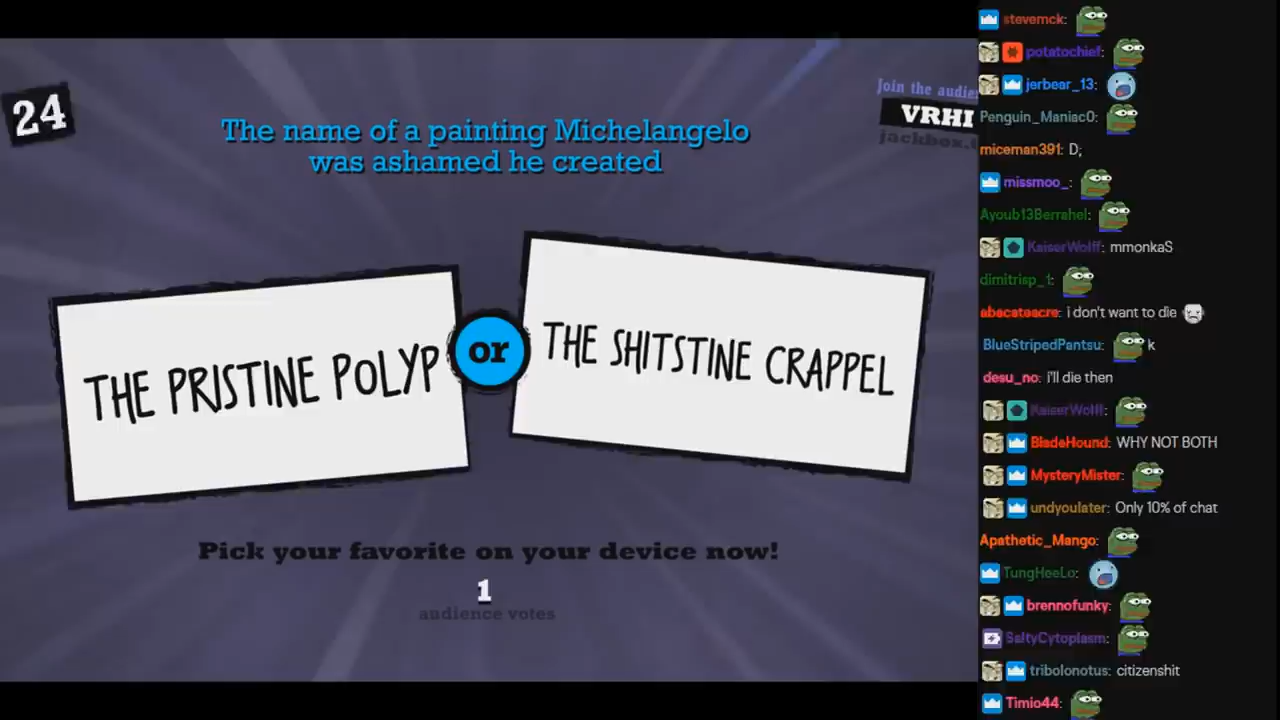 24
The name of a painting Michelangelo
was ashamed he created
Join the audie
VRHI
jackbox.
THE PRISTINE POLYP
or
THE SHITSTINE CRAPPEL
Pick your favorite on your device now!
1
audience votes
stevemck:
potatochief:
jerbear_13:
Penguin_Maniac0:
miceman391: D;
missmoo_:
Ayoub13Berrahel:
KaiserWolff: mmonkaS
dimitrisp_1:
abacateacre: i don't want to die
BlueStripedPantsu: k
desu_no: i'll die then
KaiserWolff:
BladeHound: WHY NOT BOTH
MysteryMister:
undyoulater: Only 10% of chat
Apathetic_Mango:
TungHeeLo:
brennofunky:
SaltyCytoplasm:
tribolonotus: citizenshit
Timio44: